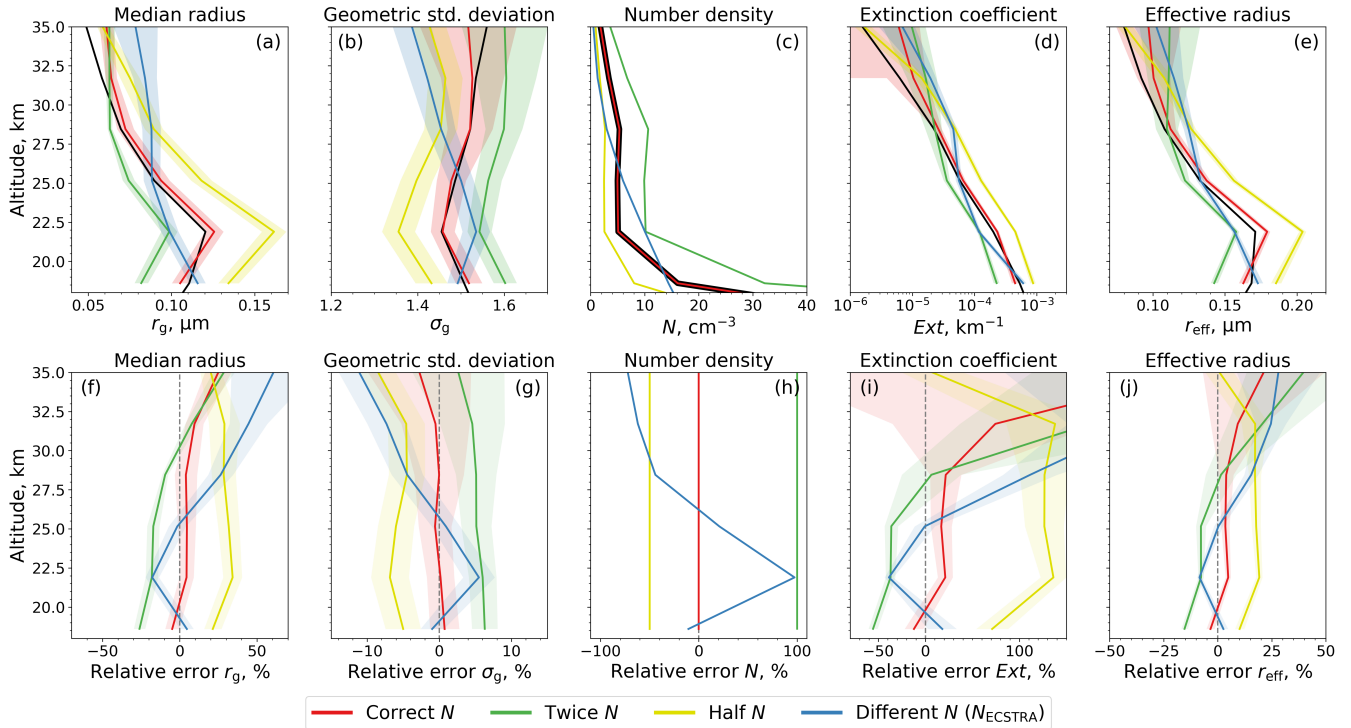 Median radius
Geometric std. deviation
Number density
Extinction coefficient
Effective radius
(a)
(b)
(c)
(d)
(e)
Altitude, km
35.0
32.5
30.0
27.5
25.0
22.5
20.0
0.05 0.10 0.15
1.2 1.4 1.6
0 10 20 30 40
10⁻⁶ 10⁻⁵ 10⁻⁴ 10⁻³
0.10 0.15 0.20
r_g, μm
σ_g
N, cm⁻³
Ext, km⁻¹
r_eff, μm
Median radius
Geometric std. deviation
Number density
Extinction coefficient
Effective radius
(f)
(g)
(h)
(i)
(j)
Altitude, km
35.0
32.5
30.0
27.5
25.0
22.5
20.0
−50 0 50
−10 0 10
−100 0 100
0 100
−50 −25 0 25 50
Relative error r_g, %
Relative error σ_g, %
Relative error N, %
Relative error Ext, %
Relative error r_eff, %
Correct N
Twice N
Half N
Different N (N_ECSTRA)